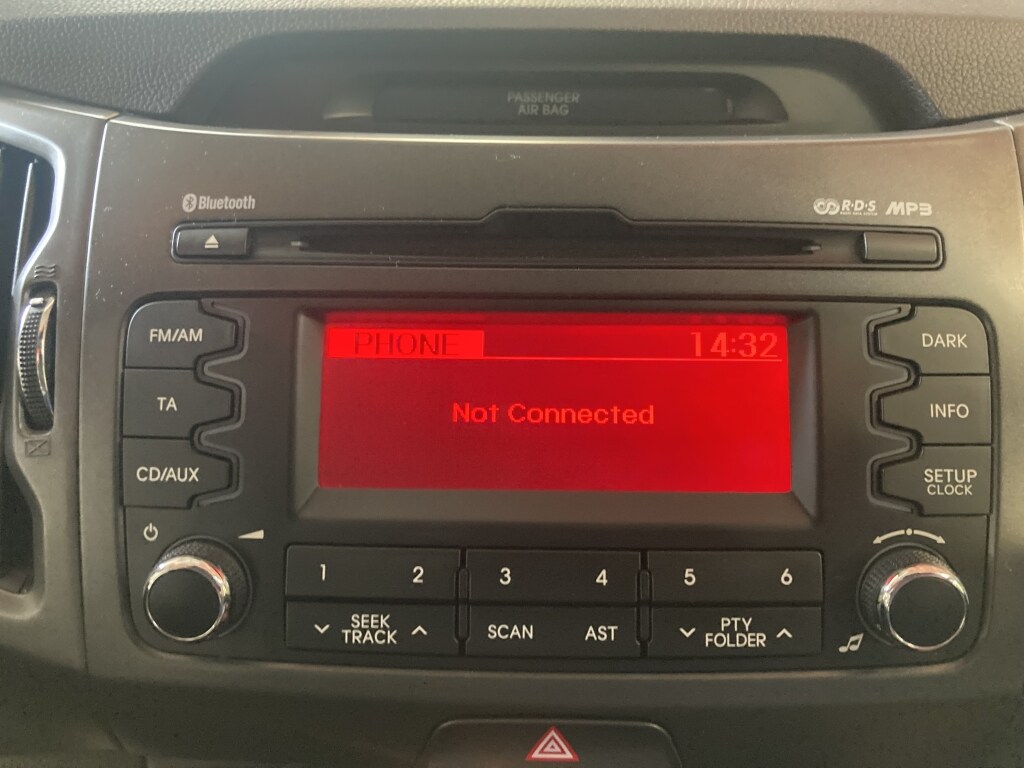 PASSENGER
AIR BAG
Bluetooth
R·D·S MP3
FM/AM
TA
CD/AUX
PHONE 14:32
Not Connected
DARK
INFO
SETUP
CLOCK
1 2 3 4 5 6
SEEK
TRACK
SCAN
AST
PTY
FOLDER